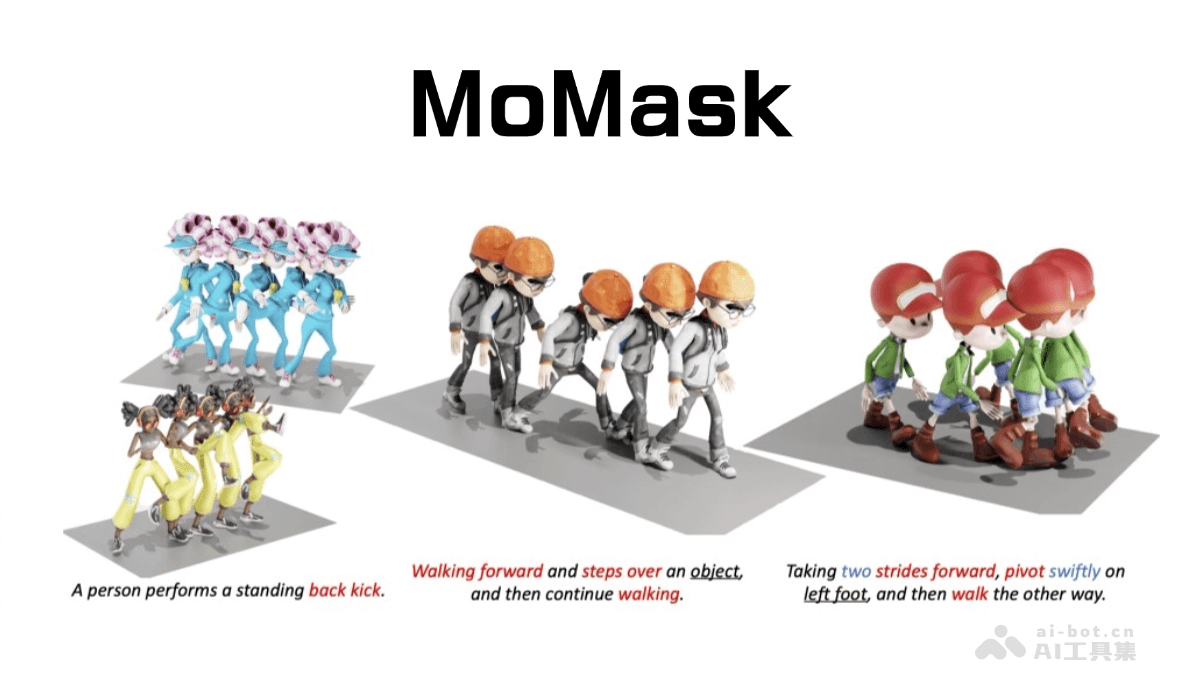 MoMask
A person performs a standing back kick.
Walking forward and steps over an object,
and then continue walking.
Taking two strides forward, pivot swiftly on
left foot, and then walk the other way.
ai-bot.cn
AI工具集